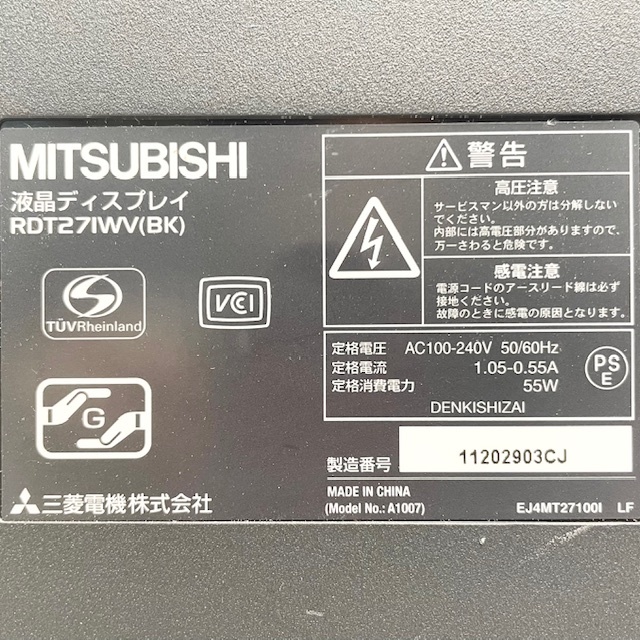 MITSUBISHI
液晶ディスプレイ
RDT271WV(BK)
TÜVRheinland
VCI
G
三菱電機株式会社
警告
高圧注意
サービスマン以外の方は分解しない
でください。
内部には高電圧部分がありますので、
万一さわると危険です。
感電注意
電源コードのアースリード線は必ず
接地ください。
故障のときに感電の原因となります。
定格電圧 AC100-240V 50/60Hz
定格電流 1.05-0.55A
定格消費電力 55W
DENKISHIZAI
PS
E
製造番号 11202903CJ
MADE IN CHINA
(Model No.: A1007) EJ4MT27100I LF